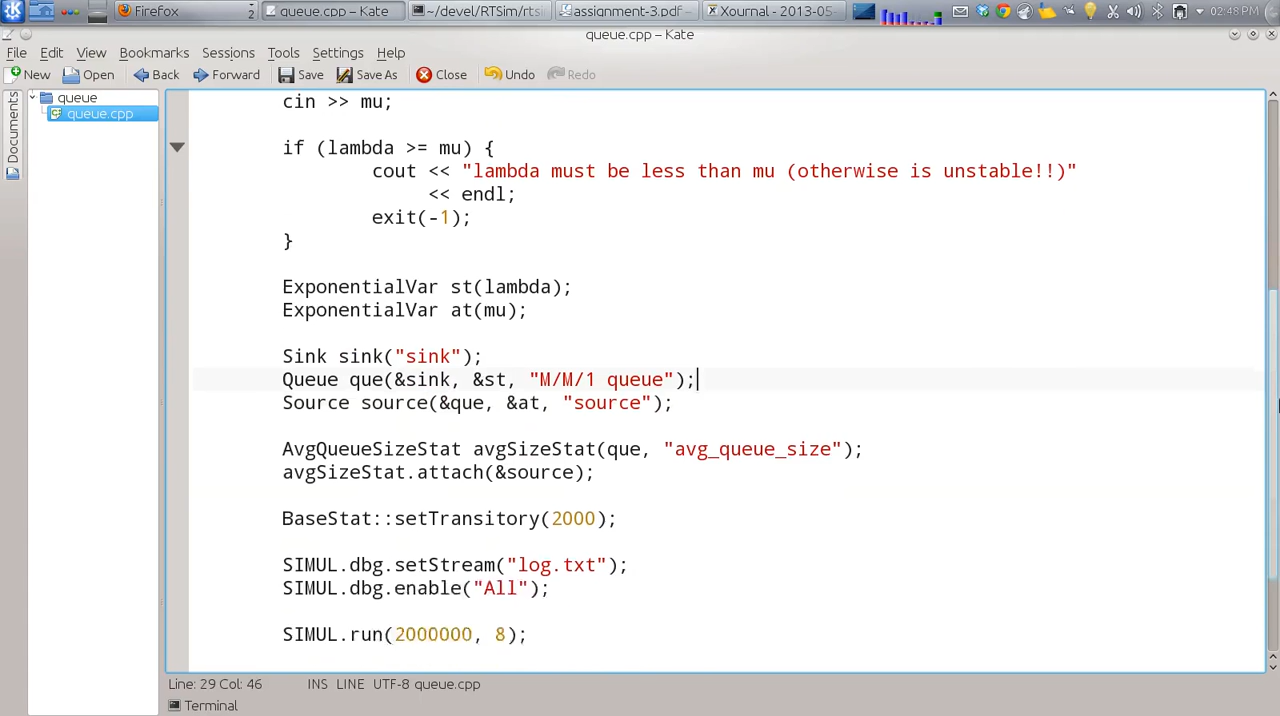 Firefox 2 queue.cpp – Kate ~/devel/RTSim/rts assignment-3.pdf – Xournal - 2013-05- 02:48 PM
queue.cpp – Kate
File Edit View Bookmarks Sessions Tools Settings Help
New Open Back Forward Save Save As Close Undo Redo
Documents
queue
queue.cpp
cin >> mu;
if (lambda >= mu) {
cout << "lambda must be less than mu (otherwise is unstable!!)"
<< endl;
exit(-1);
}
ExponentialVar st(lambda);
ExponentialVar at(mu);
Sink sink("sink");
Queue que(&sink, &st, "M/M/1 queue");
Source source(&que, &at, "source");
AvgQueueSizeStat avgSizeStat(que, "avg_queue_size");
avgSizeStat.attach(&source);
BaseStat::setTransitory(2000);
SIMUL.dbg.setStream("log.txt");
SIMUL.dbg.enable("All");
SIMUL.run(2000000, 8);
Line: 29 Col: 46 INS LINE UTF-8 queue.cpp
Terminal